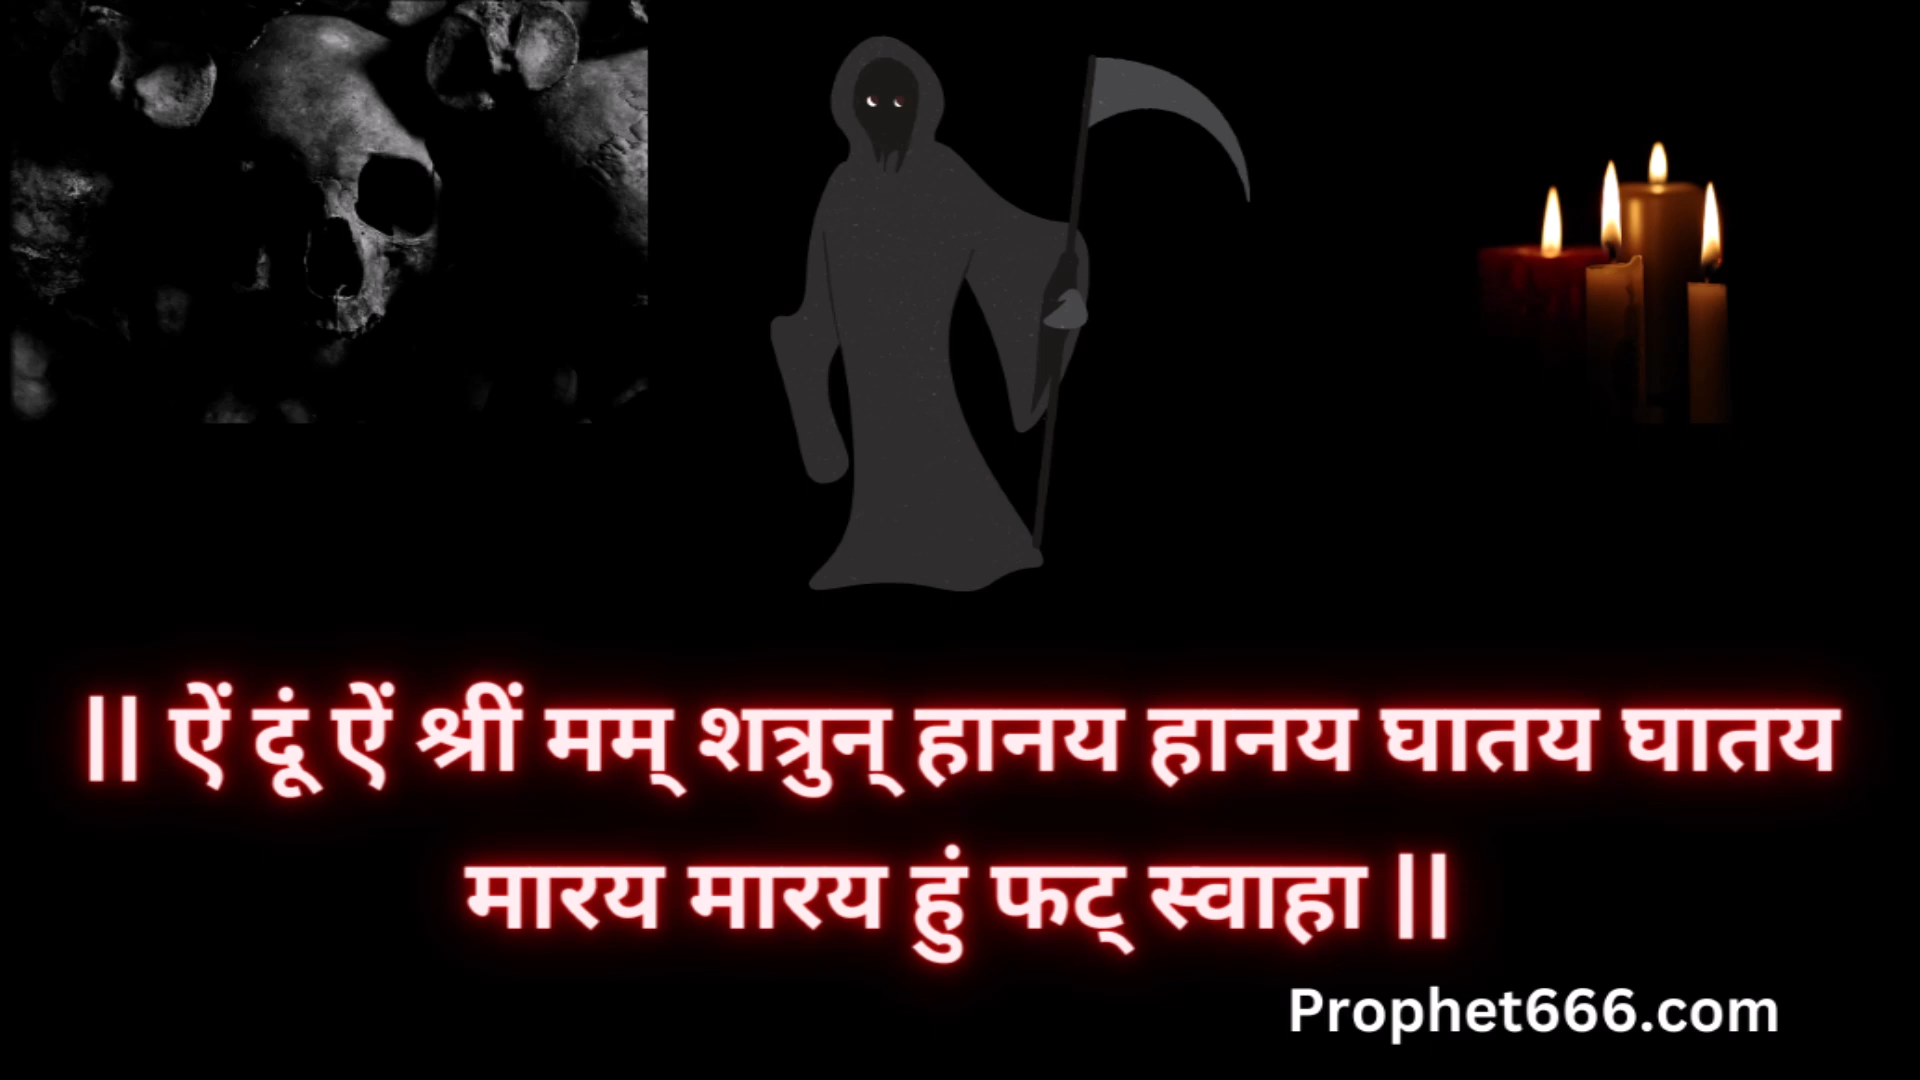 || ऐं दूं ऐं श्रीं मम् शत्रुन् हानय हानय घातय घातय
मारय मारय हुं फट् स्वाहा ||
Prophet666.com